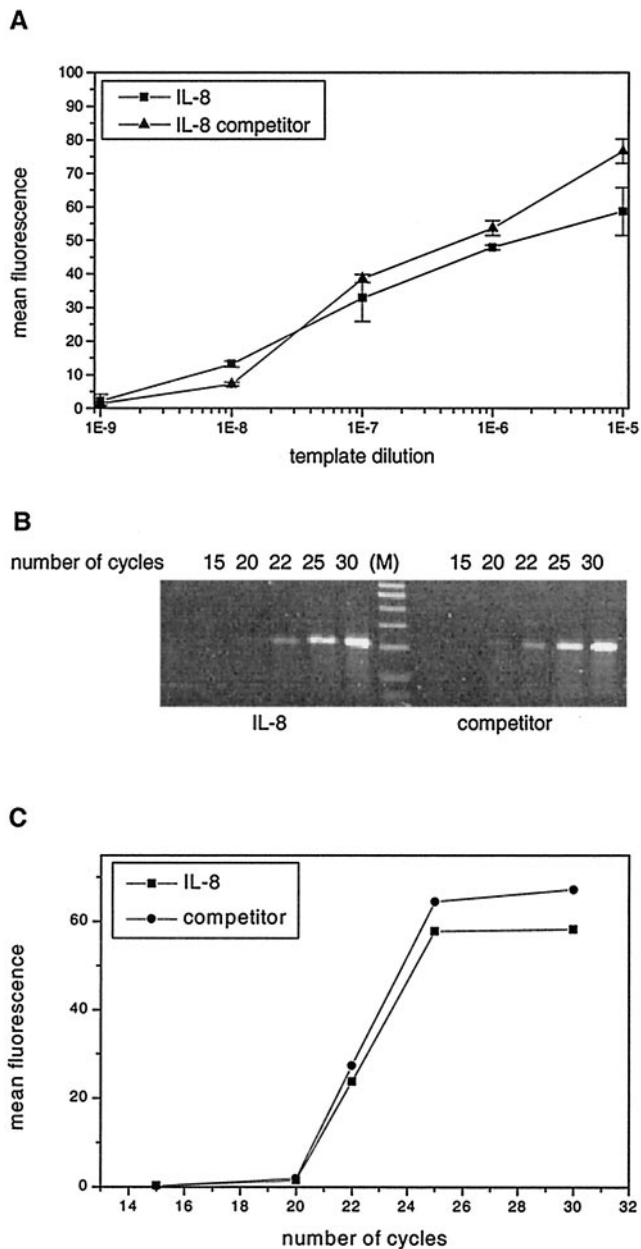 A
100
90
80
70
60
50
40
30
20
10
0
mean fluorescence
IL-8
IL-8 competitor
1E-9 1E-8 1E-7 1E-6 1E-5
template dilution
B
number of cycles 15 20 22 25 30 (M) 15 20 22 25 30
IL-8 competitor
C
60
40
20
0
mean fluorescence
IL-8
competitor
14 16 18 20 22 24 26 28 30 32
number of cycles